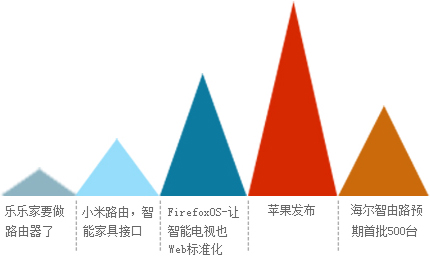 乐乐家要做
路由器了
小米路由，智
能家具接口
FirefoxOS-让
智能电视也
Web标准化
苹果发布
海尔智由路预
期首批500台